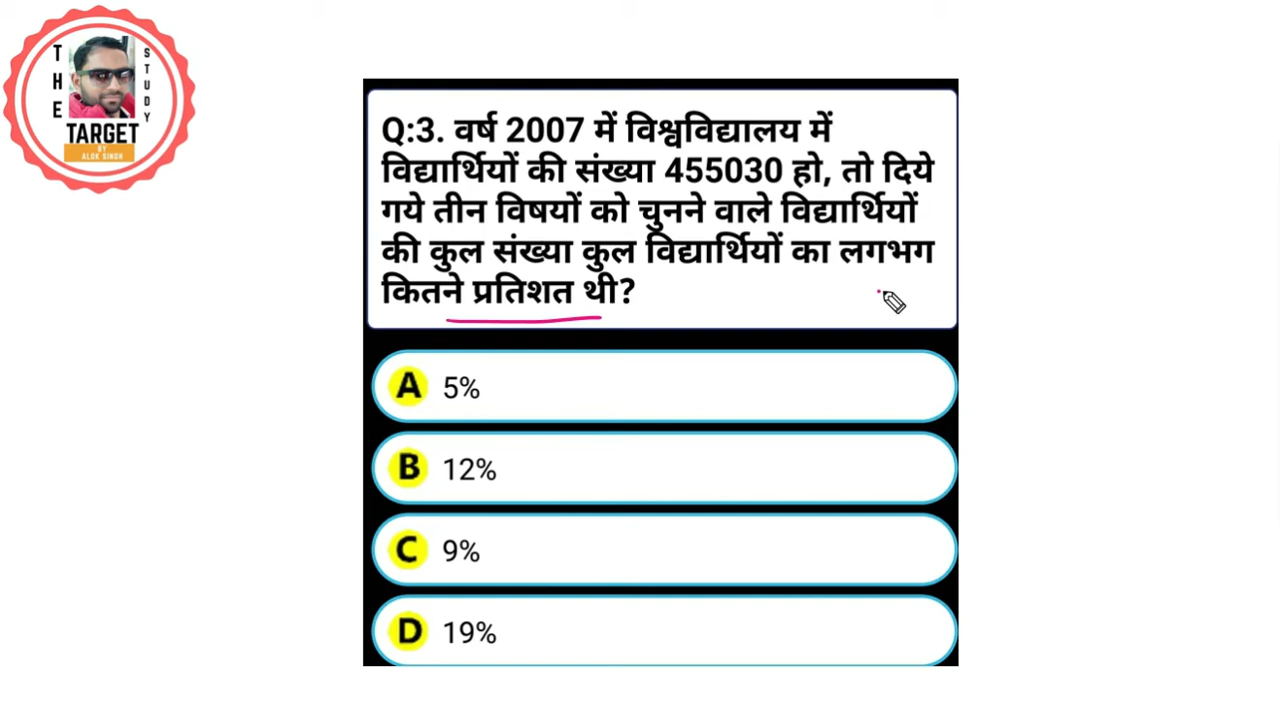 THE
STUDY
TARGET
BY
ALOK SINGH
Q:3. वर्ष 2007 में विश्वविद्यालय में
विद्यार्थियों की संख्या 455030 हो, तो दिये
गये तीन विषयों को चुनने वाले विद्यार्थियों
की कुल संख्या कुल विद्यार्थियों का लगभग
कितने प्रतिशत थी?
A 5%
B 12%
C 9%
D 19%